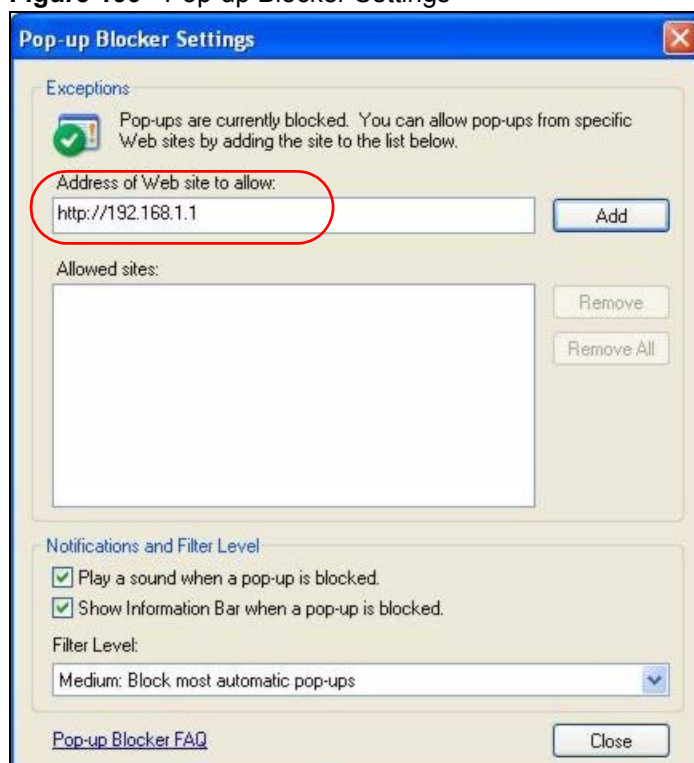 Pop-up Blocker Settings
Exceptions
Pop-ups are currently blocked. You can allow pop-ups from specific
Web sites by adding the site to the list below.
Address of Web site to allow:
http://192.168.1.1
Add
Allowed sites:
Remove
Remove All
Notifications and Filter Level
Play a sound when a pop-up is blocked.
Show Information Bar when a pop-up is blocked.
Filter Level:
Medium: Block most automatic pop-ups
Pop-up Blocker FAQ
Close